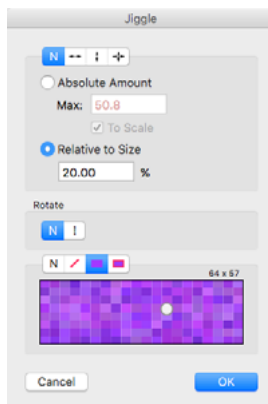 Jiggle
N
Absolute Amount
Max: 50.8
To Scale
Relative to Size
20.00 %
Rotate
N
N
64 x 57
Cancel OK